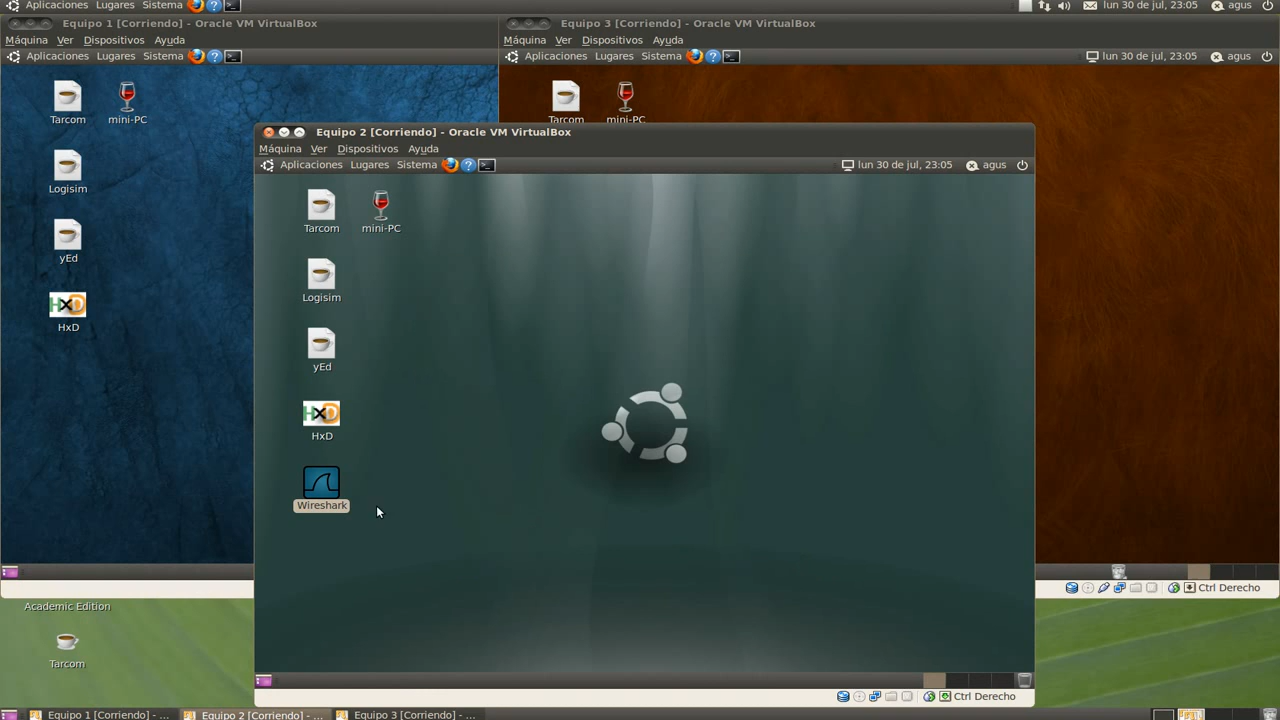 Aplicaciones Lugares Sistema lun 30 de jul, 23:05 agus
Equipo 1 [Corriendo] - Oracle VM VirtualBox
Máquina Ver Dispositivos Ayuda
Aplicaciones Lugares Sistema
Tarcom
mini-PC
Logisim
yEd
HxD
HxD
Equipo 3 [Corriendo] - Oracle VM VirtualBox
Máquina Ver Dispositivos Ayuda
Aplicaciones Lugares Sistema lun 30 de jul, 23:05 agus
Tarcom
mini-PC
Ctrl Derecho
Equipo 2 [Corriendo] - Oracle VM VirtualBox
Máquina Ver Dispositivos Ayuda
Aplicaciones Lugares Sistema lun 30 de jul, 23:05 agus
Tarcom
mini-PC
Logisim
yEd
HxD
HxD
Wireshark
Ctrl Derecho
Academic Edition
Tarcom
Equipo 1 [Corriendo] - ... Equipo 2 [Corriendo] - ... Equipo 3 [Corriendo] - ...